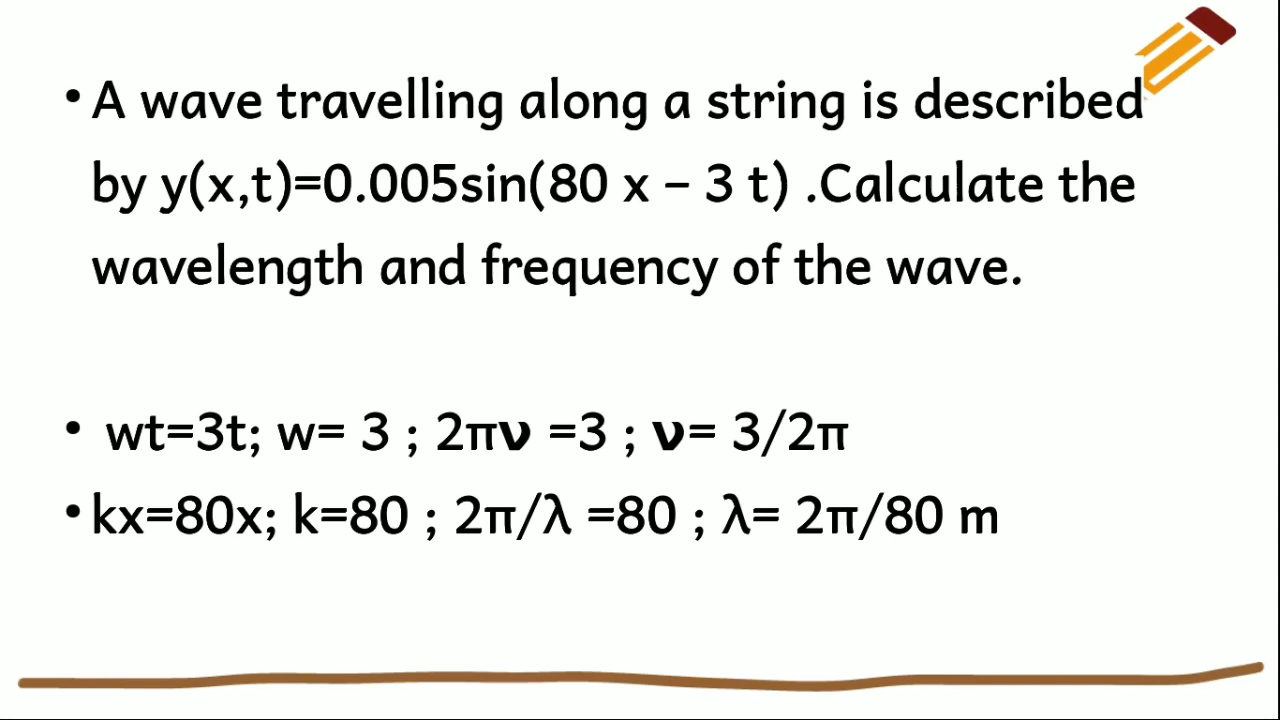 • A wave travelling along a string is described
by y(x,t)=0.005sin(80 x – 3 t) .Calculate the
wavelength and frequency of the wave.
• wt=3t; w= 3 ; 2πν =3 ; ν= 3/2π
• kx=80x; k=80 ; 2π/λ =80 ; λ= 2π/80 m